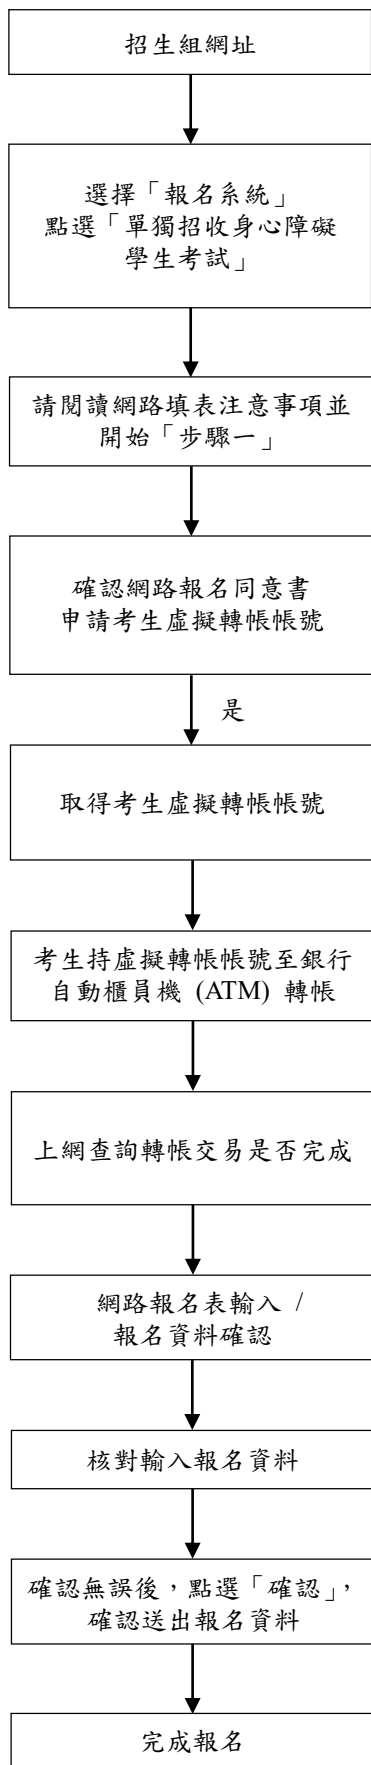 招生組網址
選擇「報名系統」
點選「單獨招收身心障礙
學生考試」
請閱讀網路填表注意事項並
開始「步驟一」
確認網路報名同意書
申請考生虛擬轉帳帳號
是
取得考生虛擬轉帳帳號
考生持虛擬轉帳帳號至銀行
自動櫃員機 (ATM) 轉帳
上網查詢轉帳交易是否完成
網路報名表輸入 /
報名資料確認
核對輸入報名資料
確認無誤後，點選「確認」，
確認送出報名資料
完成報名